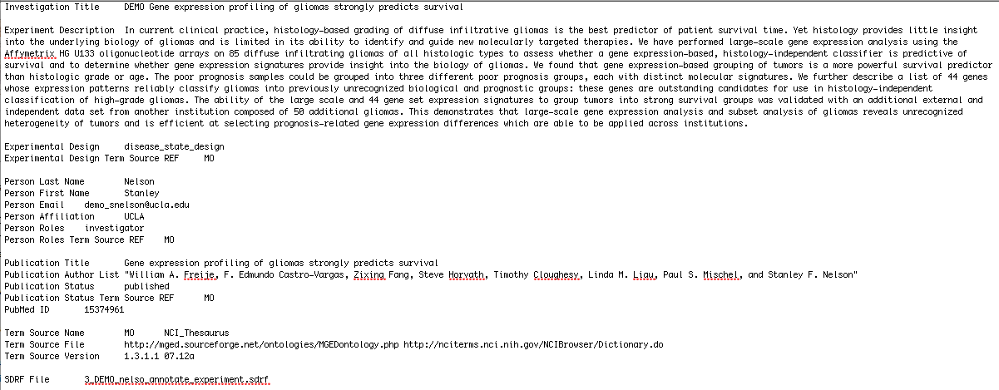 Investigation Title DEMO Gene expression profiling of gliomas strongly predicts survival
Experiment Description In current clinical practice, histology-based grading of diffuse infiltrative gliomas is the best predictor of patient survival time. Yet histology provides little insight
into the underlying biology of gliomas and is limited in its ability to identify and guide new molecularly targeted therapies. We have performed large-scale gene expression analysis using the
Affymetrix HG U133 oligonucleotide arrays on 85 diffuse infiltrating gliomas of all histologic types to assess whether a gene expression-based, histology-independent classifier is predictive of
survival and to determine whether gene expression signatures provide insight into the biology of gliomas. We found that gene expression-based grouping of tumors is a more powerful survival predictor
than histologic grade or age. The poor prognosis samples could be grouped into three different poor prognosis groups, each with distinct molecular signatures. We further describe a list of 44 genes
whose expression patterns reliably classify gliomas into previously unrecognized biological and prognostic groups: these genes are outstanding candidates for use in histology-independent
classification of high-grade gliomas. The ability of the large scale and 44 gene set expression signatures to group tumors into strong survival groups was validated with an additional external and
independent data set from another institution composed of 50 additional gliomas. This demonstrates that large-scale gene expression analysis and subset analysis of gliomas reveals unrecognized
heterogeneity of tumors and is efficient at selecting prognosis-related gene expression differences which are able to be applied across institutions.
Experimental Design disease_state_design
Experimental Design Term Source REF MO
Person Last Name Nelson
Person First Name Stanley
Person Email demo_snelson@ucla.edu
Person Affiliation UCLA
Person Roles investigator
Person Roles Term Source REF MO
Publication Title Gene expression profiling of gliomas strongly predicts survival
Publication Author List "William A. Freije, F. Edmundo Castro-Vargas, Zixing Fang, Steve Horvath, Timothy Cloughesy, Linda M. Liau, Paul S. Mischel, and Stanley F. Nelson"
Publication Status published
Publication Status Term Source REF MO
PubMed ID 15374961
Term Source Name MO NCI_Thesaurus
Term Source File http://mged.sourceforge.net/ontologies/MGEDontology.php http://nciterms.nci.nih.gov/NCIBrowser/Dictionary.do
Term Source Version 1.3.1.1 07.12a
SDRF File 3_DEMO_nelso_annotate_experiment.sdrf